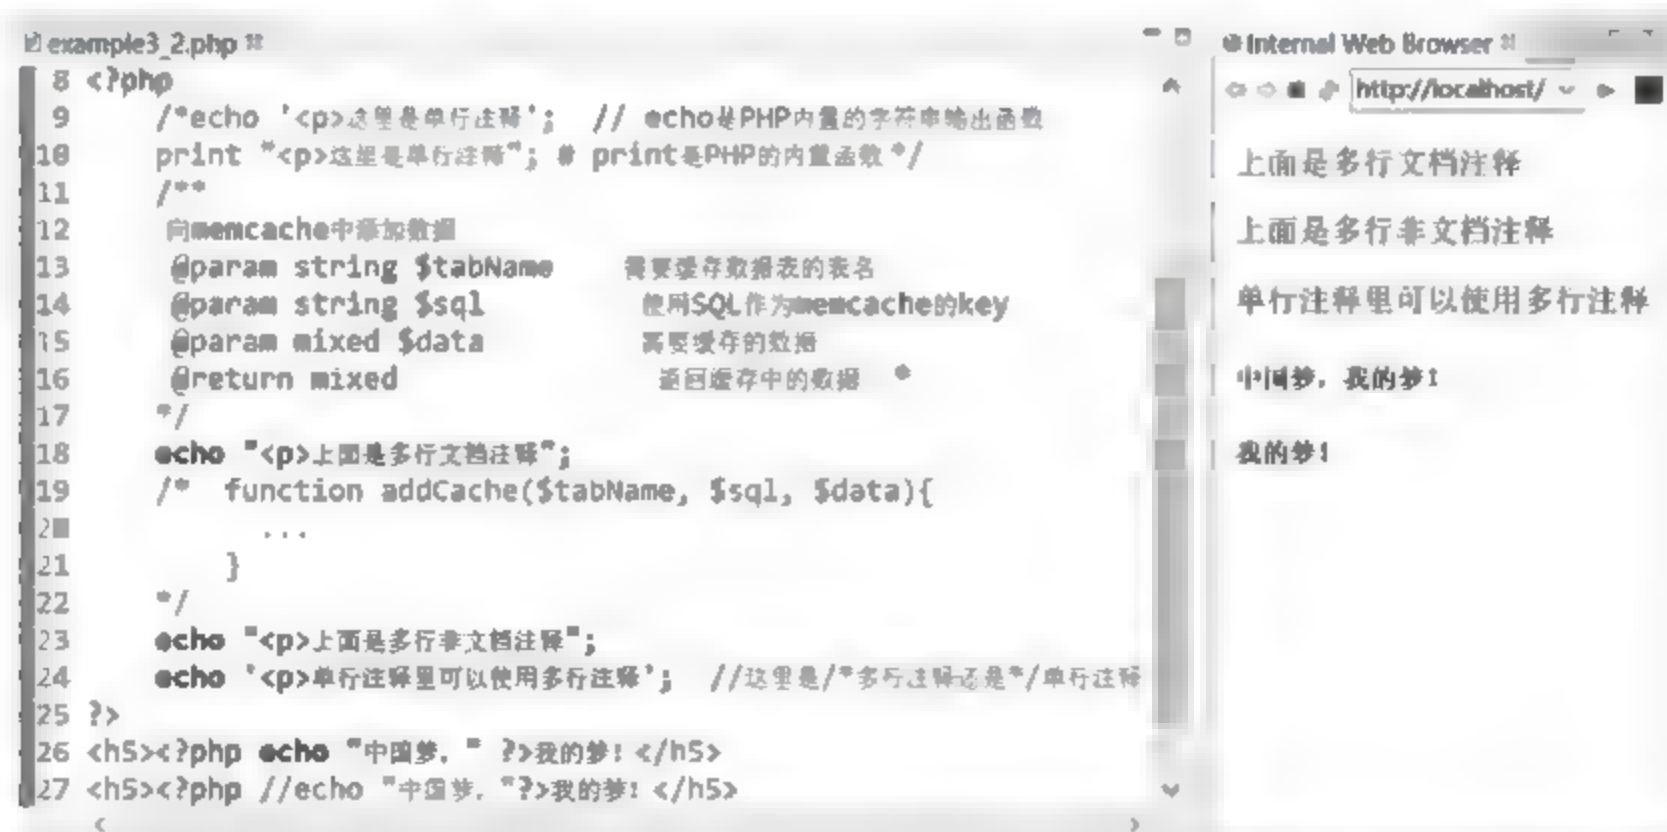 example3_2.php
8 <?php
9 /*echo '<p>这里是单行注释'; // echo是PHP内置的字符串输出函数
10 print "<p>这里是单行注释"; # print是PHP的内置函数*/
11 /**
12 向memcache中添加数据
13 @param string $tabName 需要缓存数据表的表名
14 @param string $sql 使用SQL作为memcache的key
15 @param mixed $data 需要缓存的数据
16 @return mixed 返回缓存中的数据 *
17 */
18 echo "<p>上面是多行文档注释";
19 /* function addCache($tabName, $sql, $data){
20 ...
21 }
22 */
23 echo "<p>上面是多行非文档注释";
24 echo '<p>单行注释里可以使用多行注释'; //这里是/*多行注释还是*/单行注释
25 ?>
26 <h5><?php echo "中国梦，" ?>我的梦！</h5>
27 <h5><?php //echo "中国梦，"?>我的梦！</h5>
Internal Web Browser
http://localhost/
上面是多行文档注释
上面是多行非文档注释
单行注释里可以使用多行注释
中国梦，我的梦！
我的梦！